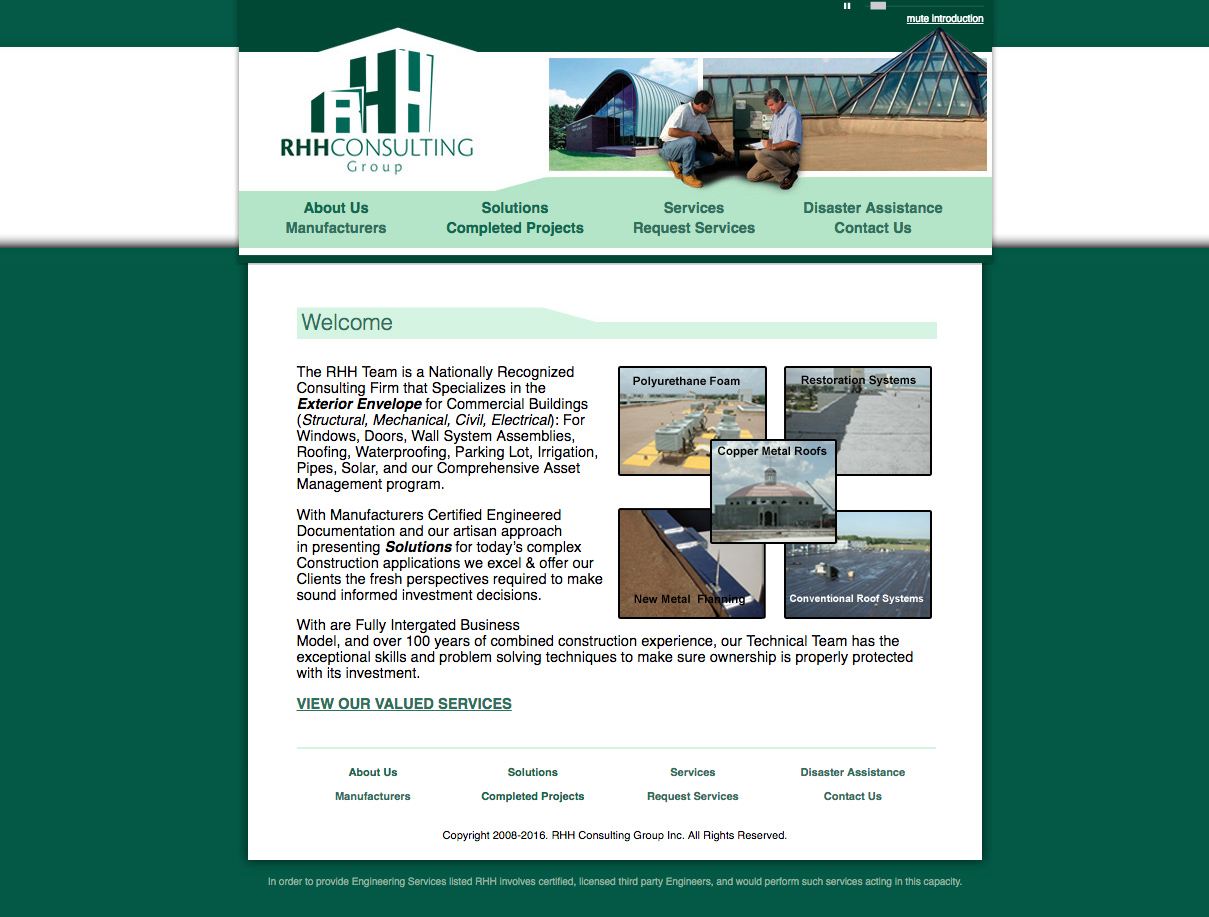 mute introduction
RHH
RHHCONSULTING
Group
About Us Solutions Services Disaster Assistance
Manufacturers Completed Projects Request Services Contact Us
Welcome
The RHH Team is a Nationally Recognized
Consulting Firm that Specializes in the
Exterior Envelope for Commercial Buildings
(Structural, Mechanical, Civil, Electrical): For
Windows, Doors, Wall System Assemblies,
Roofing, Waterproofing, Parking Lot, Irrigation,
Pipes, Solar, and our Comprehensive Asset
Management program.
Polyurethane Foam
Restoration Systems
Copper Metal Roofs
New Metal Flanning
Conventional Roof Systems
With Manufacturers Certified Engineered
Documentation and our artisan approach
in presenting Solutions for today's complex
Construction applications we excel & offer our
Clients the fresh perspectives required to make
sound informed investment decisions.
With are Fully Intergated Business
Model, and over 100 years of combined construction experience, our Technical Team has the
exceptional skills and problem solving techniques to make sure ownership is properly protected
with its investment.
VIEW OUR VALUED SERVICES
About Us Solutions Services Disaster Assistance
Manufacturers Completed Projects Request Services Contact Us
Copyright 2008-2016. RHH Consulting Group Inc. All Rights Reserved.
In order to provide Engineering Services listed RHH involves certified, licensed third party Engineers, and would perform such services acting in this capacity.